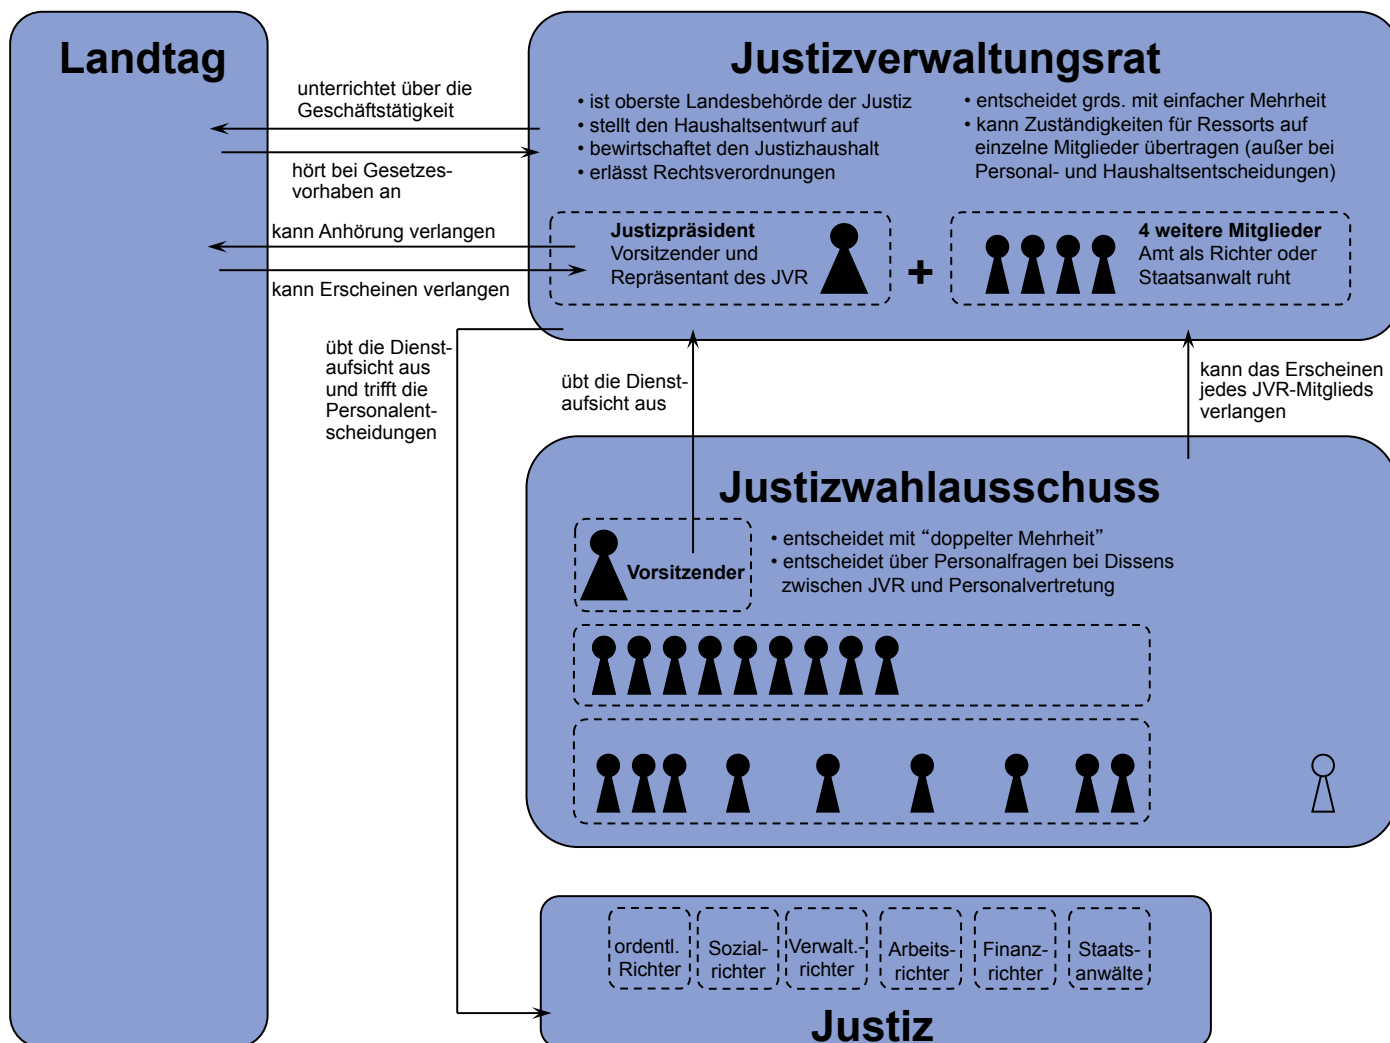 Landtag
unterrichtet über die
Geschäftstätigkeit
hört bei Gesetzes-
vorhaben an
kann Anhörung verlangen
kann Erscheinen verlangen
Justizverwaltungsrat
• ist oberste Landesbehörde der Justiz
• stellt den Haushaltsentwurf auf
• bewirtschaftet den Justizhaushalt
• erlässt Rechtsverordnungen
• entscheidet grds. mit einfacher Mehrheit
• kann Zuständigkeiten für Ressorts auf
einzelne Mitglieder übertragen (außer bei
Personal- und Haushaltsentscheidungen)
Justizpräsident
Vorsitzender und
Repräsentant des JVR
+
4 weitere Mitglieder
Amt als Richter oder
Staatsanwalt ruht
übt die Dienst-
aufsicht aus
und trifft die
Personalent-
scheidungen
übt die Dienst-
aufsicht aus
kann das Erscheinen
jedes JVR-Mitglieds
verlangen
Justizwahlausschuss
Vorsitzender
• entscheidet mit “doppelter Mehrheit”
• entscheidet über Personalfragen bei Dissens
zwischen JVR und Personalvertretung
ordentl.
Richter
Sozial-
richter
Verwalt.-
richter
Arbeits-
richter
Finanz-
richter
Staats-
anwälte
Justiz